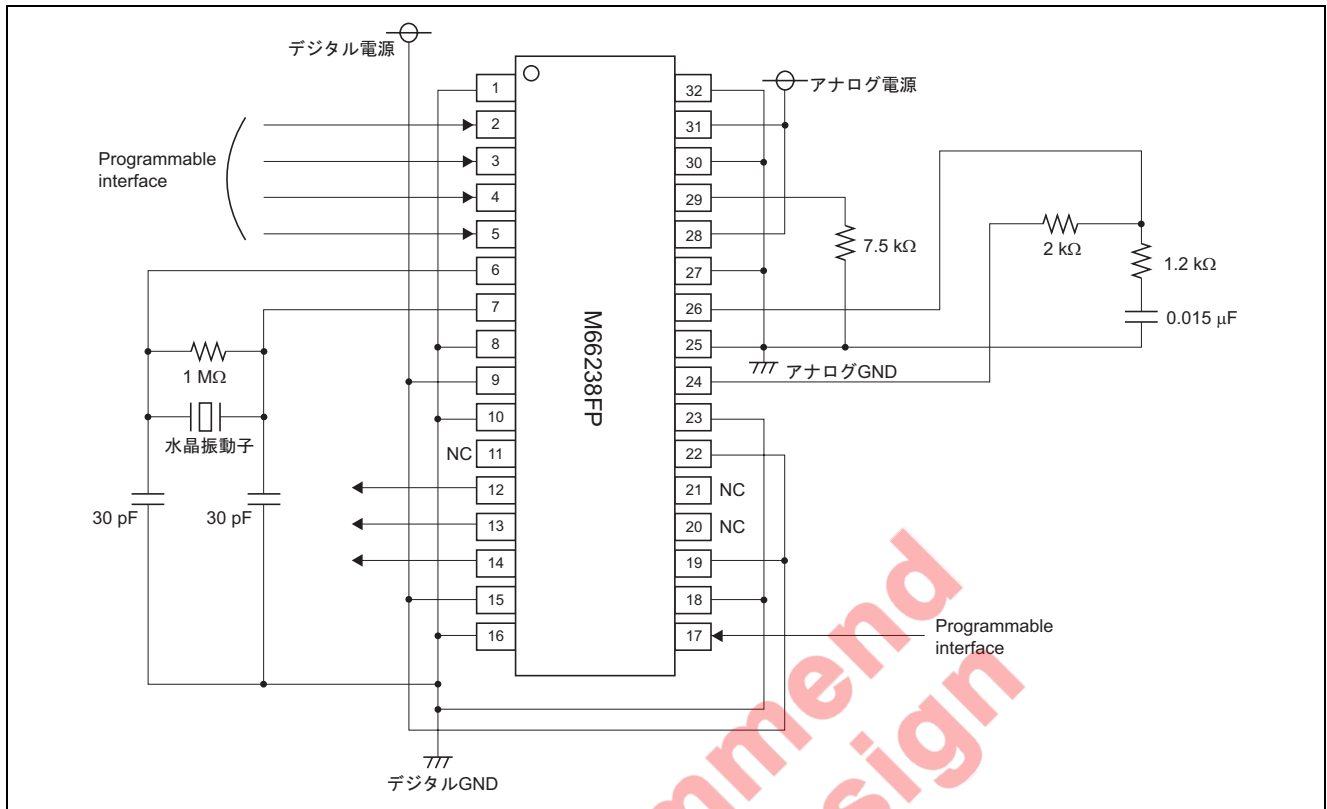 デジタル電源
アナログ電源
Programmable
interface
1
2
3
4
5
6
7
8
9
10
NC 11
12
13
14
15
16
M66238FP
32
31
30
29
28
27
26
25
24
23
22
21 NC
20 NC
19
18
17
7.5 kΩ
2 kΩ
1.2 kΩ
0.015 μF
アナログGND
1 MΩ
水晶振動子
30 pF
30 pF
Programmable
interface
デジタルGND
mmend
sign